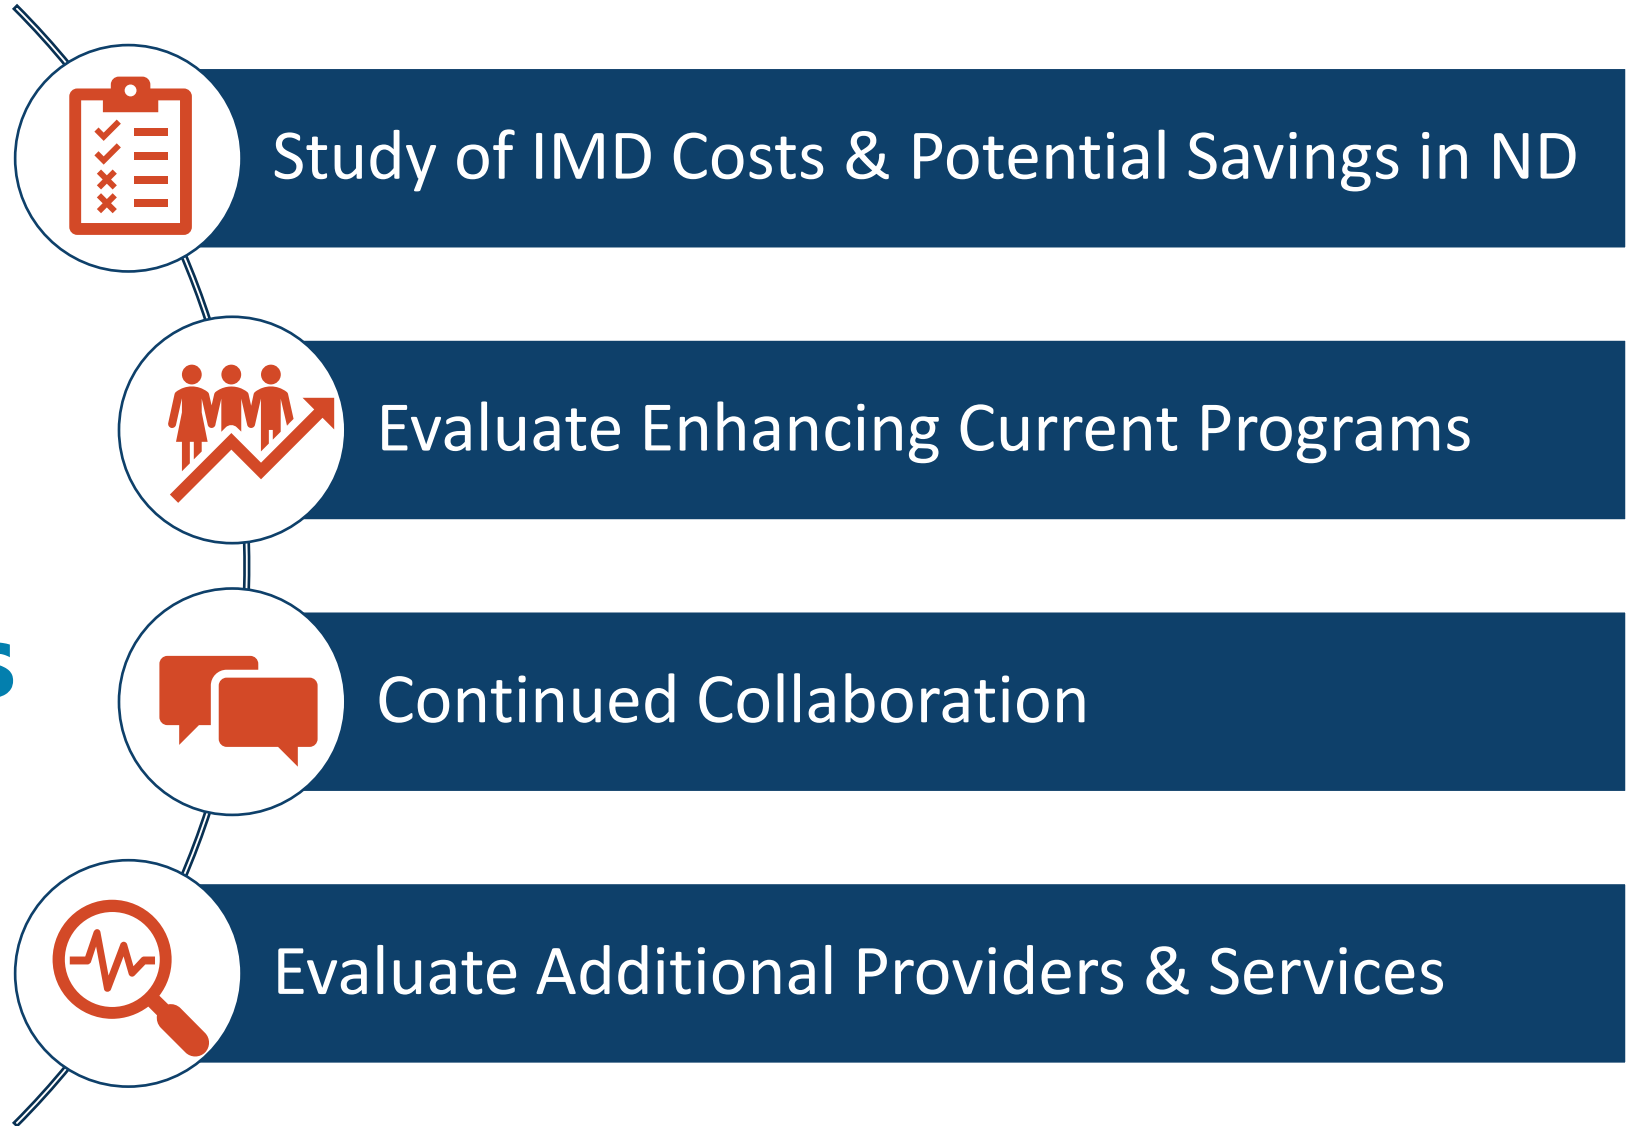 Study of IMD Costs & Potential Savings in ND
Evaluate Enhancing Current Programs
s
Continued Collaboration
Evaluate Additional Providers & Services